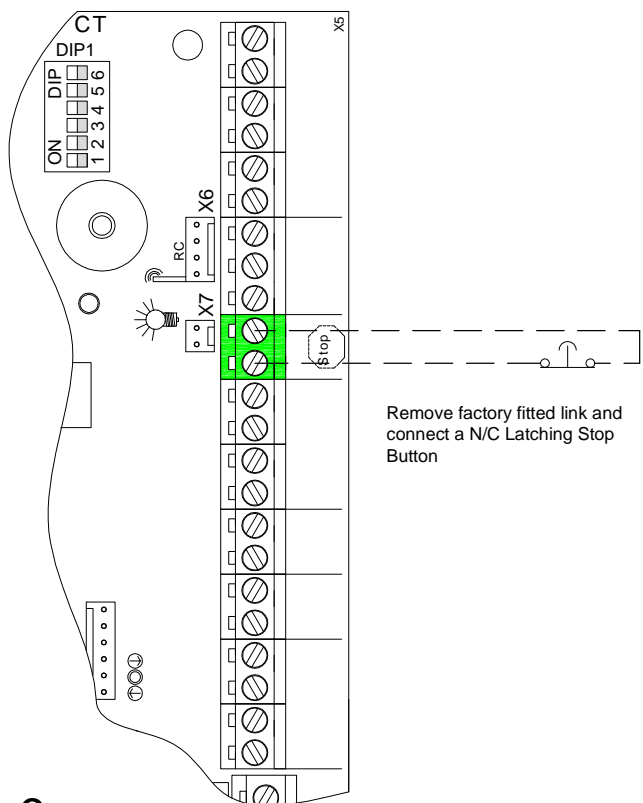 CT
X5
DIP1
ON DIP
1 2 3 4 5 6
X6
RC
X7
Stop
Remove factory fitted link and
connect a N/C Latching Stop
Button